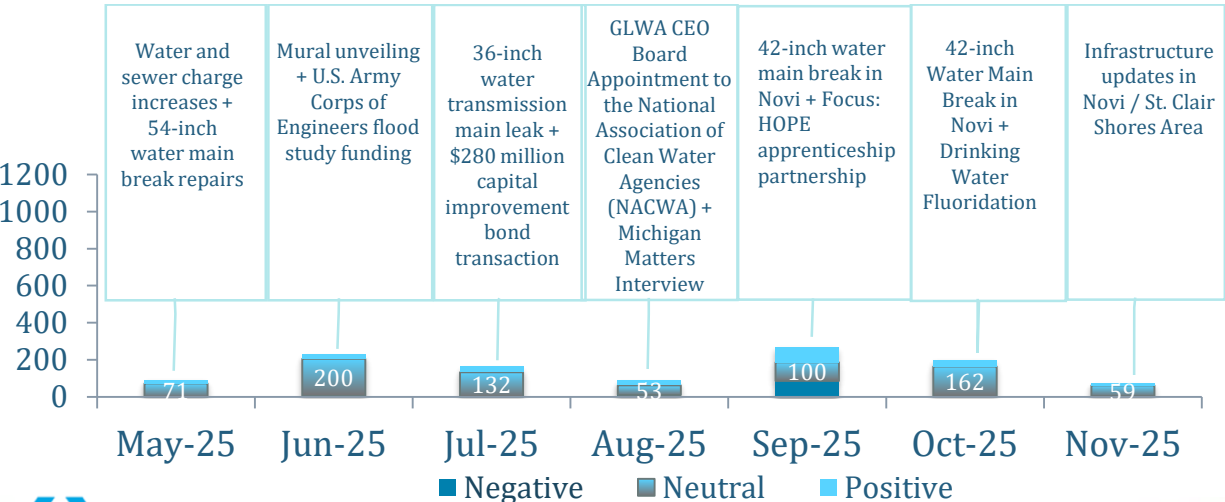 Water and
sewer charge
increases +
54-inch
water main
break repairs
Mural unveiling
+ U.S. Army
Corps of
Engineers flood
study funding
36-inch
water
transmission
main leak +
$280 million
capital
improvement
bond
transaction
GLWA CEO
Board
Appointment to
the National
Association of
Clean Water
Agencies
(NACWA) +
Michigan
Matters
Interview
42-inch water
main break in
Novi + Focus:
HOPE
apprenticeship
partnership
42-inch
Water Main
Break in
Novi +
Drinking
Water
Fluoridation
Infrastructure
updates in
Novi / St. Clair
Shores Area
1200
1000
800
600
400
200
0
71
200
132
53
100
162
59
May-25
Jun-25
Jul-25
Aug-25
Sep-25
Oct-25
Nov-25
Negative
Neutral
Positive